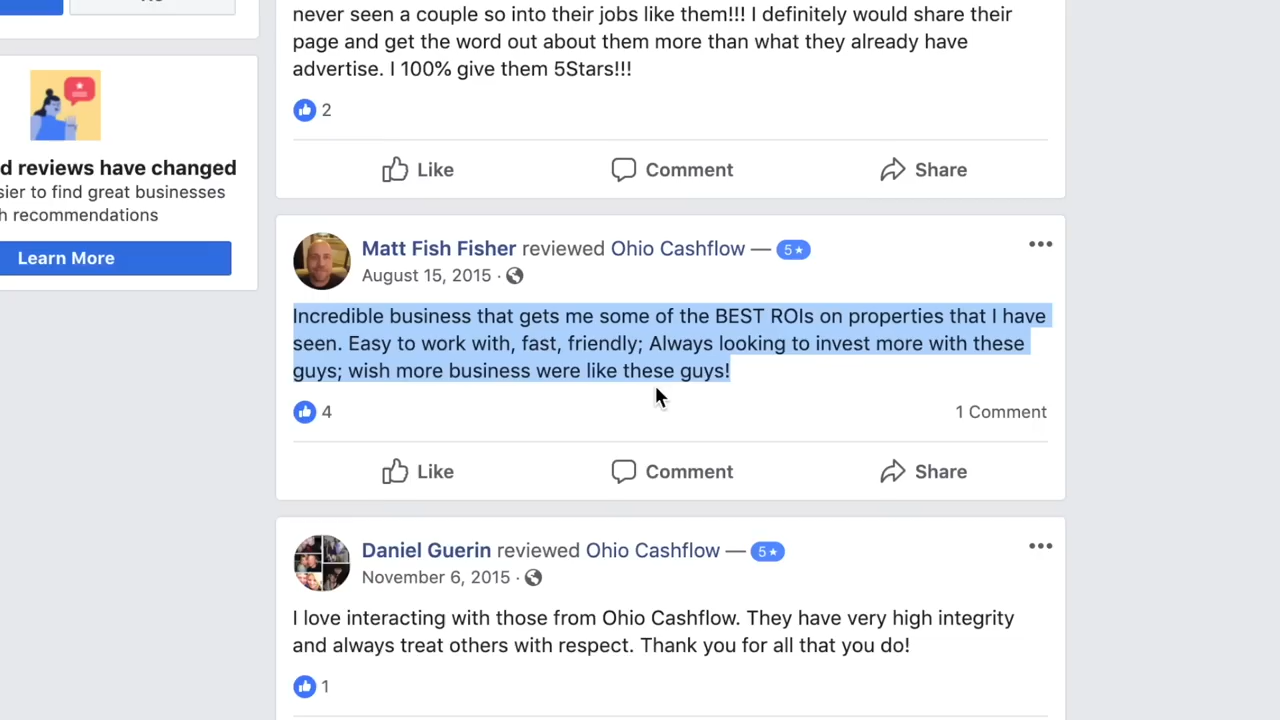 never seen a couple so into their jobs like them!!! I definitely would share their
page and get the word out about them more than what they already have
advertise. I 100% give them 5Stars!!!
2
Like Comment Share
d reviews have changed
sier to find great businesses
h recommendations
Learn More
Matt Fish Fisher reviewed Ohio Cashflow — 5★
August 15, 2015 ·
Incredible business that gets me some of the BEST ROIs on properties that I have
seen. Easy to work with, fast, friendly; Always looking to invest more with these
guys; wish more business were like these guys!
4 1 Comment
Like Comment Share
Daniel Guerin reviewed Ohio Cashflow — 5★
November 6, 2015 ·
I love interacting with those from Ohio Cashflow. They have very high integrity
and always treat others with respect. Thank you for all that you do!
1